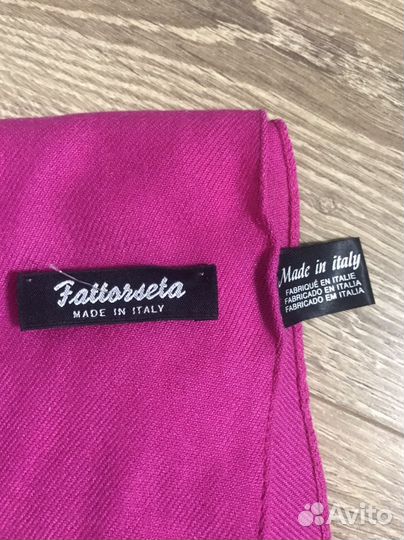 Fattorseta
MADE IN ITALY
Made in italy
FABRIQUÉ EN ITALIE
FABRICADO EN ITALIA
FABRICADO EM ITALIA
Avito